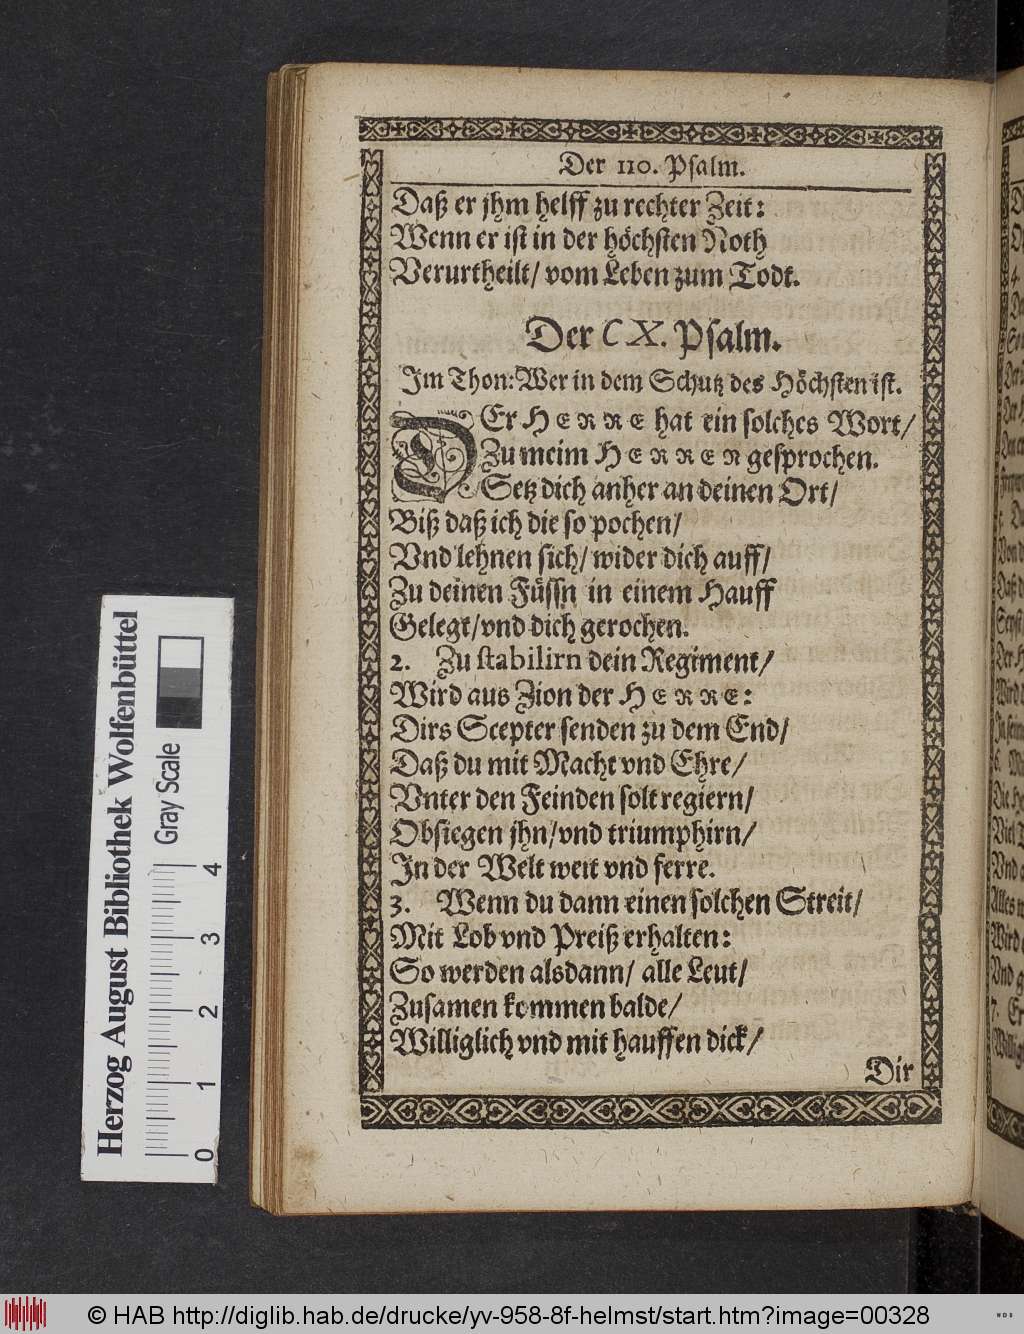 Der 110. Psalm.
Daß er jhm helff zu rechter Zeit:
Wenn er ist in der höchsten Noth
Verurtheilt/ vom Leben zum Todt.
Der CX. Psalm.
Im Thon: Wer in dem Schutz des Höchsten ist.
DEr HERRE hat ein solches Wort/
Zu meim HERREN gesprochen.
Setz dich anher an deinen Ort/
Biß daß ich die so pochen/
Vnd lehnen sich/ wider dich auff/
Zu deinen Füssn in einem Hauff
Gelegt/ vnd dich gerochen.
2. Zu stabilirn dein Regiment/
Wird aus Zion der HERRE:
Dirs Scepter senden zu dem End/
Daß du mit Macht vnd Ehre/
Vnter den Feinden solt regiern/
Obsiegen jhn/ vnd triumphirn/
In der Welt weit vnd ferre.
3. Wenn du dann einen solchen Streit/
Mit Lob vnd Preiß erhalten:
So werden alsdann/ alle Leut/
Zusamen kommen balde/
Williglich vnd mit hauffen dick/
Dir
Herzog August Bibliothek Wolfenbüttel
Gray Scale
0 1 2 3 4
© HAB http://diglib.hab.de/drucke/yv-958-8f-helmst/start.htm?image=00328